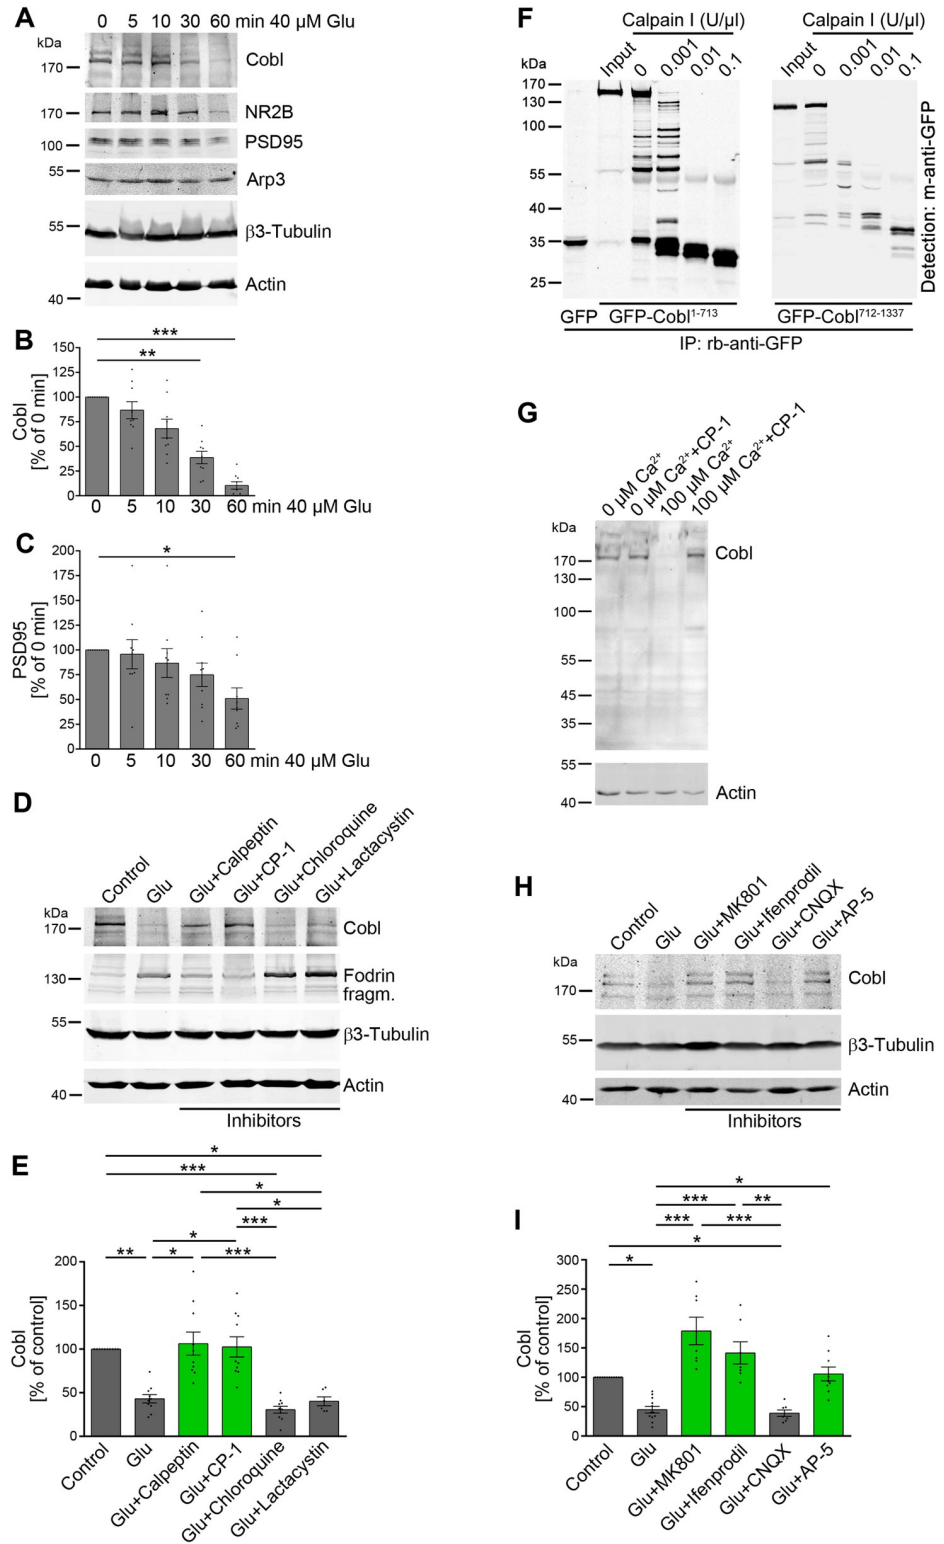 A
0 5 10 30 60 min 40 µM Glu
kDa
170
Cobl
170
NR2B
100
PSD95
55
Arp3
55
β3-Tubulin
40
Actin
B
***
**
Cobl
[% of 0 min]
150
125
100
75
50
25
0
0 5 10 30 60 min 40 µM Glu
C
*
PSD95
[% of 0 min]
200
175
150
125
100
75
50
25
0
0 5 10 30 60 min 40 µM Glu
D
Control
Glu
Glu+Calpeptin
Glu+CP-1
Glu+Chloroquine
Glu+Lactacystin
kDa
170
Cobl
130
Fodrin
fragm.
55
β3-Tubulin
40
Actin
Inhibitors
E
*
***
*
*
***
*
** * ***
Cobl
[% of control]
200
150
100
50
0
Control
Glu
Glu+Calpeptin
Glu+CP-1
Glu+Chloroquine
Glu+Lactacystin
F
Calpain I (U/µl)
Calpain I (U/µl)
Input
0
0.001
0.01
0.1
Input
0
0.001
0.01
0.1
kDa
170
130
100
55
40
35
25
Detection: m-anti-GFP
GFP GFP-Cobl¹⁻⁷¹³ GFP-Cobl⁷¹²⁻¹³³⁷
IP: rb-anti-GFP
G
0 µM Ca²⁺
0 µM Ca²⁺+CP-1
100 µM Ca²⁺
100 µM Ca²⁺+CP-1
kDa
170
Cobl
130
100
55
45
35
55
Actin
40
H
Control
Glu
Glu+MK801
Glu+Ifenprodil
Glu+CNQX
Glu+AP-5
kDa
Cobl
170
55
β3-Tubulin
Actin
40
Inhibitors
I
*
*** **
*** ***
*
*
Cobl
[% of control]
300
250
200
150
100
50
0
Control
Glu
Glu+MK801
Glu+Ifenprodil
Glu+CNQX
Glu+AP-5